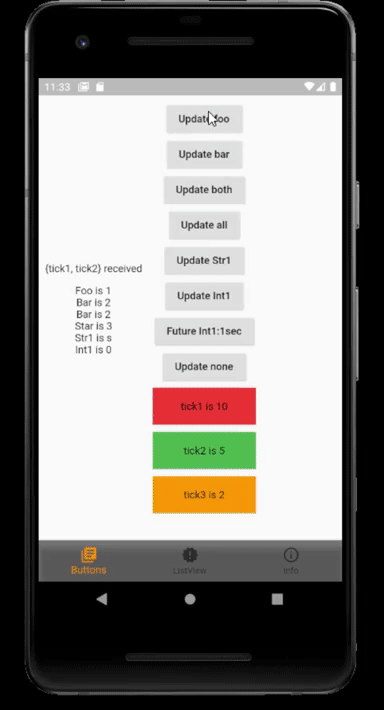 11:33
Update foo
Update bar
Update both
Update all
Update Str1
Update Int1
Future Int1:1sec
Update none
{tick1, tick2} received
Foo is 1
Bar is 2
Bar is 2
Star is 3
Str1 is s
Int1 is 0
tick1 is 10
tick2 is 5
tick3 is 2
Buttons
ListView
Info